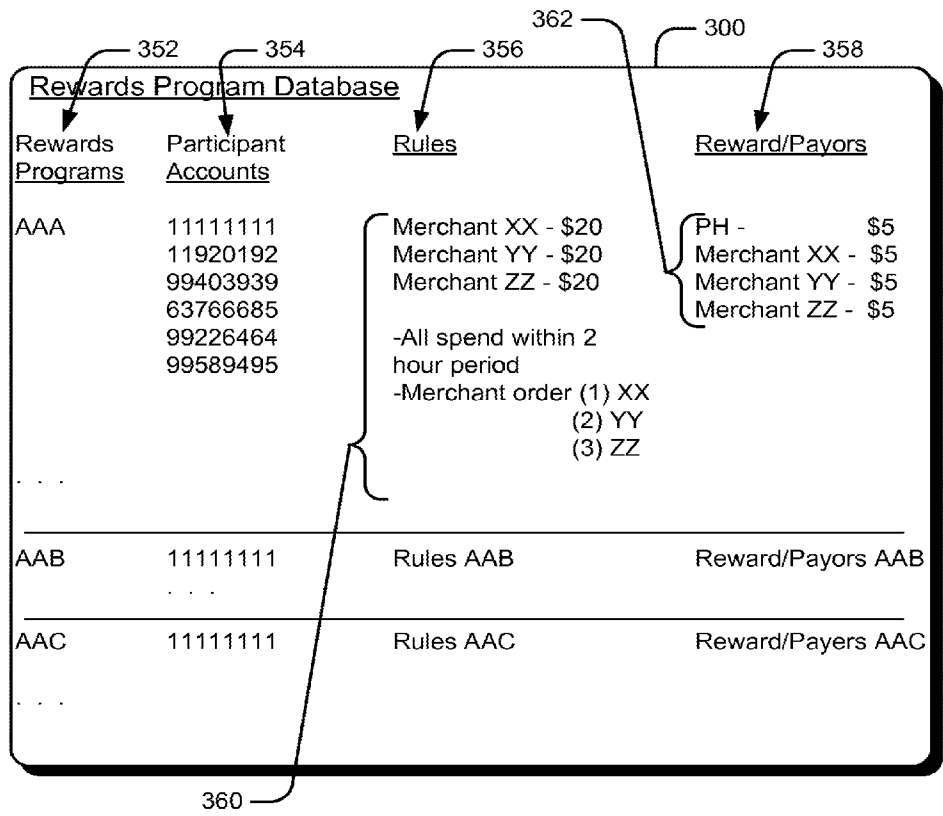 362
300
352
354
356
358
Rewards Program Database
Rewards Programs
Participant Accounts
Rules
Reward/Payors
AAA 11111111 Merchant XX - $20 PH - $5
11920192 Merchant YY - $20 Merchant XX - $5
99403939 Merchant ZZ - $20 Merchant YY - $5
63766685 Merchant ZZ - $5
99226464 -All spend within 2
99589495 hour period
-Merchant order (1) XX
(2) YY
(3) ZZ
. . .
AAB 11111111 Rules AAB Reward/Payors AAB
. . .
AAC 11111111 Rules AAC Reward/Payers AAC
. . .
360